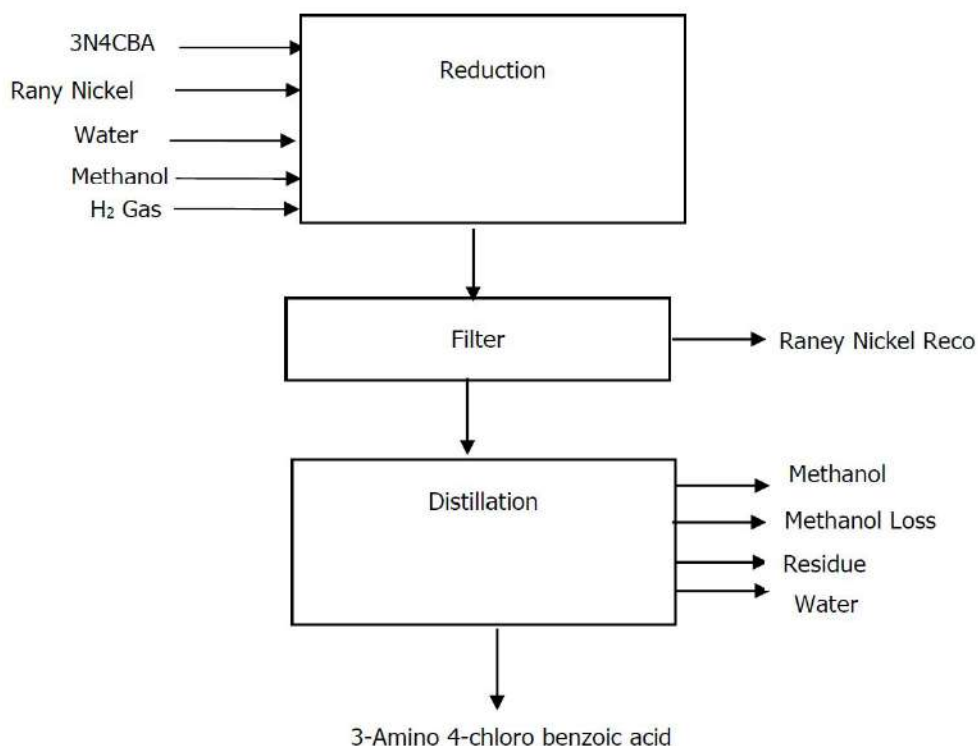 3N4CBA
Rany Nickel
Water
Methanol
H₂ Gas
Reduction
Filter
Raney Nickel Reco
Distillation
Methanol
Methanol Loss
Residue
Water
3-Amino 4-chloro benzoic acid